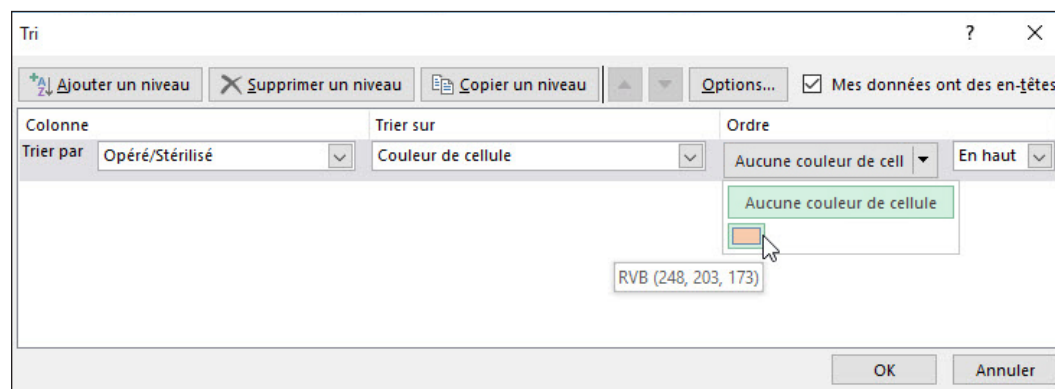 Tri ?
Ajouter un niveau Supprimer un niveau Copier un niveau Options... Mes données ont des en-têtes
Colonne Trier sur Ordre
Trier par Opéré/Stérilisé Couleur de cellule Aucune couleur de cell En haut
Aucune couleur de cellule
RVB (248, 203, 173)
OK Annuler